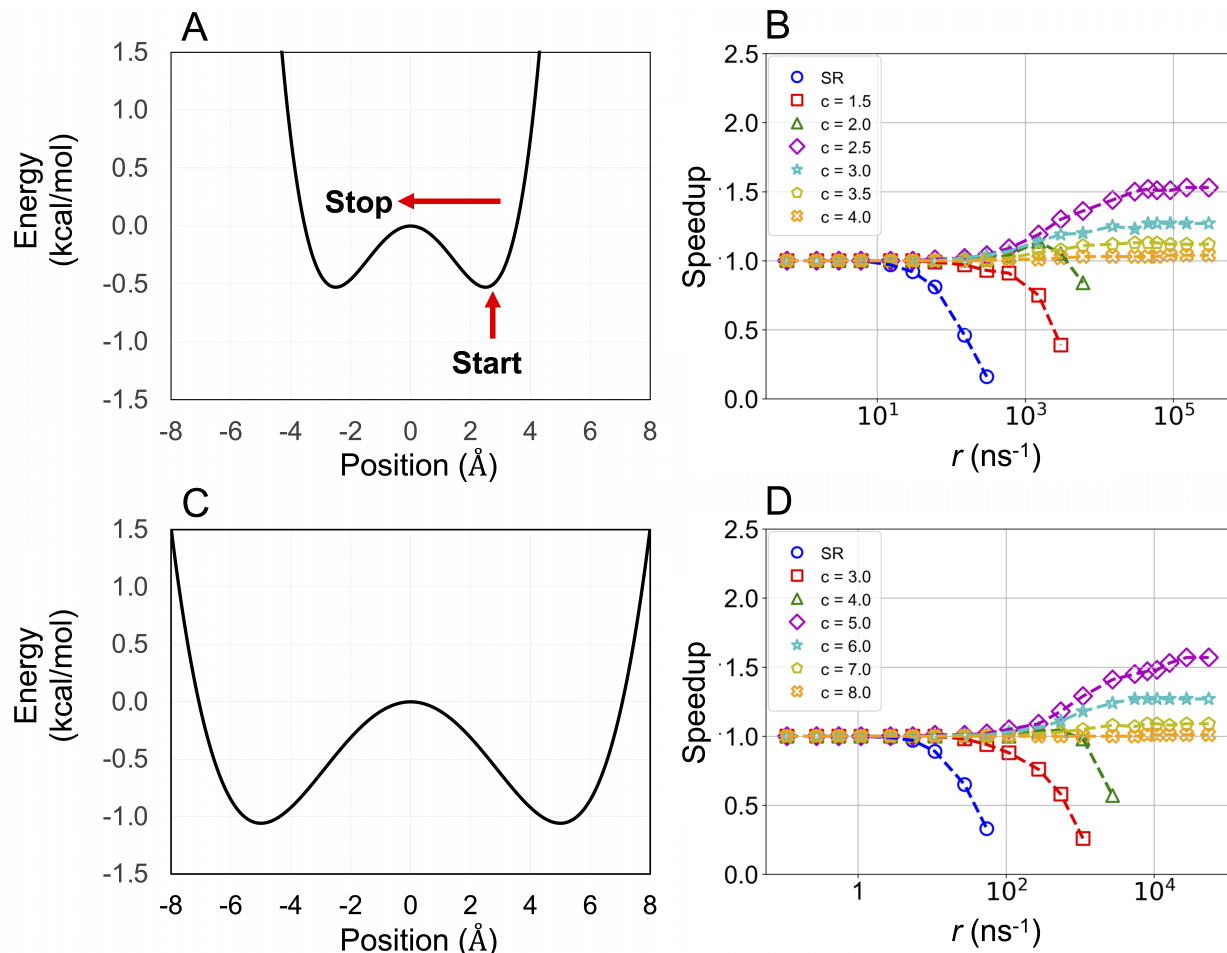 A
1.5
1.0
0.5
0.0
-0.5
-1.0
-1.5
Energy
(kcal/mol)
Stop
Start
-8
-6
-4
-2
0
2
4
6
8
Position (Å)
B
2.5
2.0
1.5
1.0
0.5
0.0
Speedup
SR
c = 1.5
c = 2.0
c = 2.5
c = 3.0
c = 3.5
c = 4.0
10¹
10³
10⁵
r (ns⁻¹)
C
1.5
1.0
0.5
0.0
-0.5
-1.0
-1.5
Energy
(kcal/mol)
-8
-6
-4
-2
0
2
4
6
8
Position (Å)
D
2.5
2.0
1.5
1.0
0.5
0.0
Speedup
SR
c = 3.0
c = 4.0
c = 5.0
c = 6.0
c = 7.0
c = 8.0
1
10²
10⁴
r (ns⁻¹)